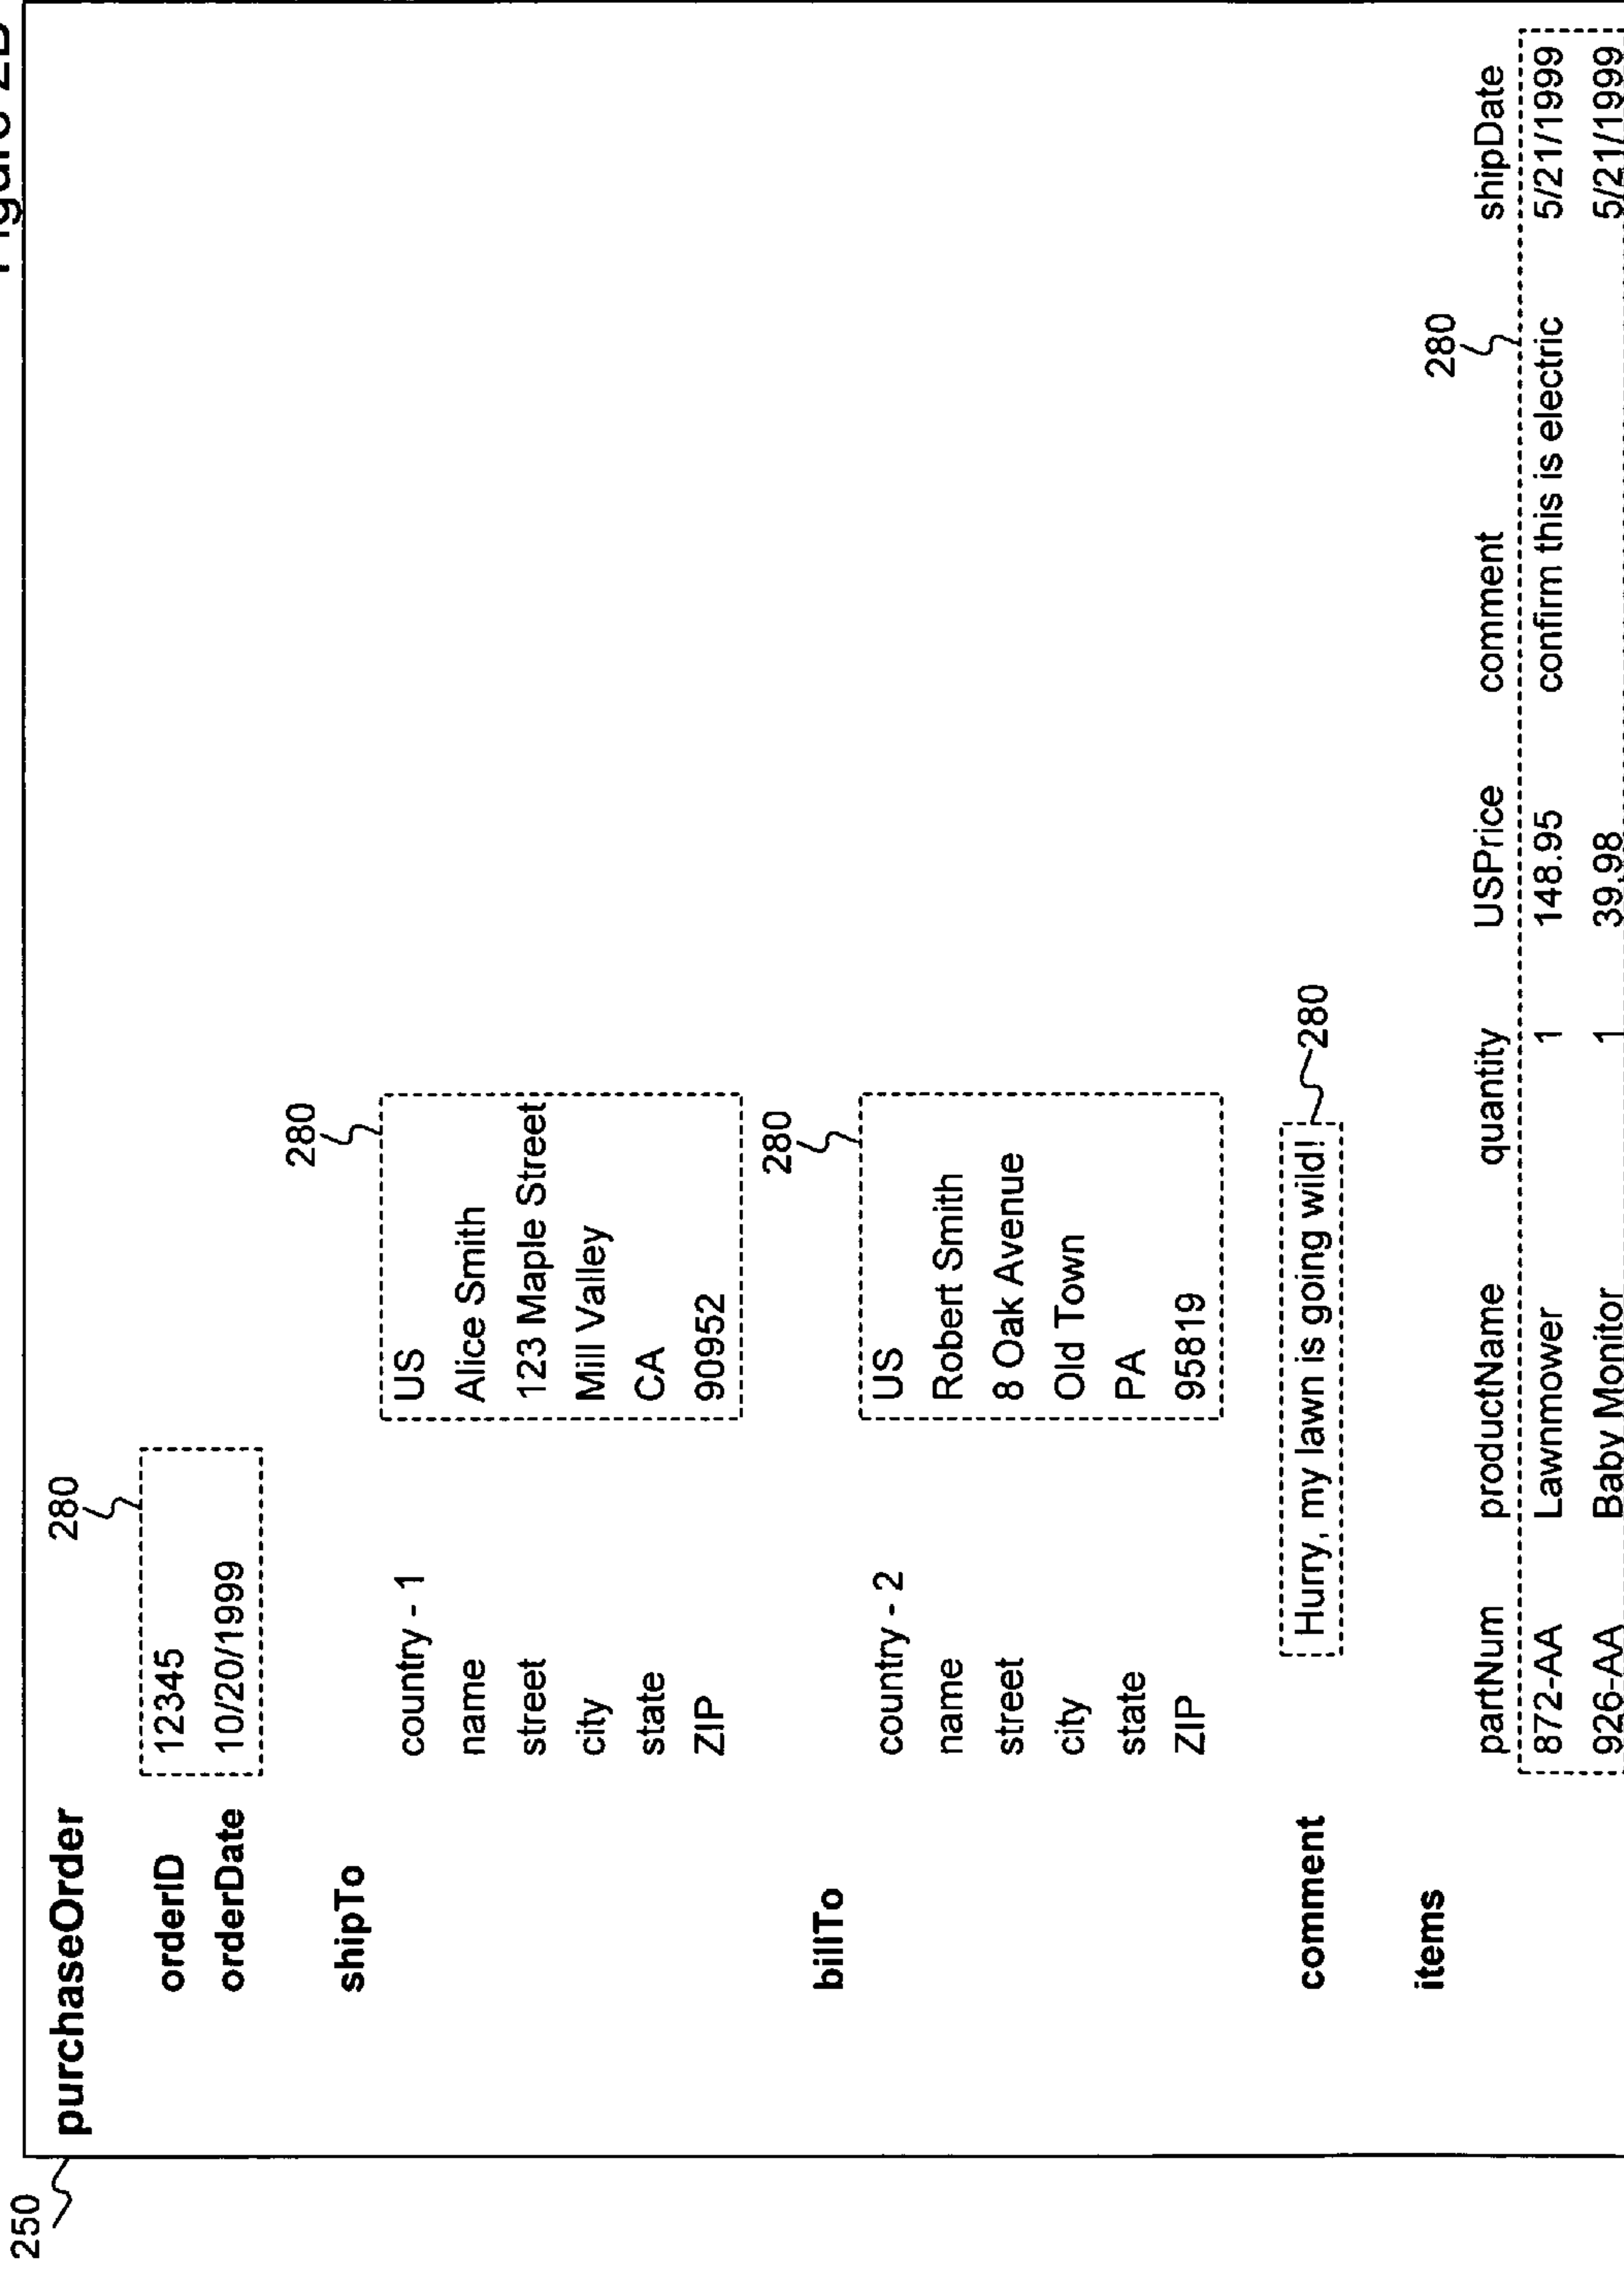 250
purchaseOrder
280
orderID 12345
orderDate 10/20/1999
shipTo
280
country - 1 US
name Alice Smith
street 123 Maple Street
city Mill Valley
state CA
ZIP 90952
billTo
280
country - 2 US
name Robert Smith
street 8 Oak Avenue
city Old Town
state PA
ZIP 95819
comment Hurry, my lawn is going wild! 280
items
280
partNum productName quantity USPrice comment shipDate
872-AA Lawnmower 1 148.95 confirm this is electric 5/21/1999
926-AA Baby Monitor 1 39.98 5/21/1999